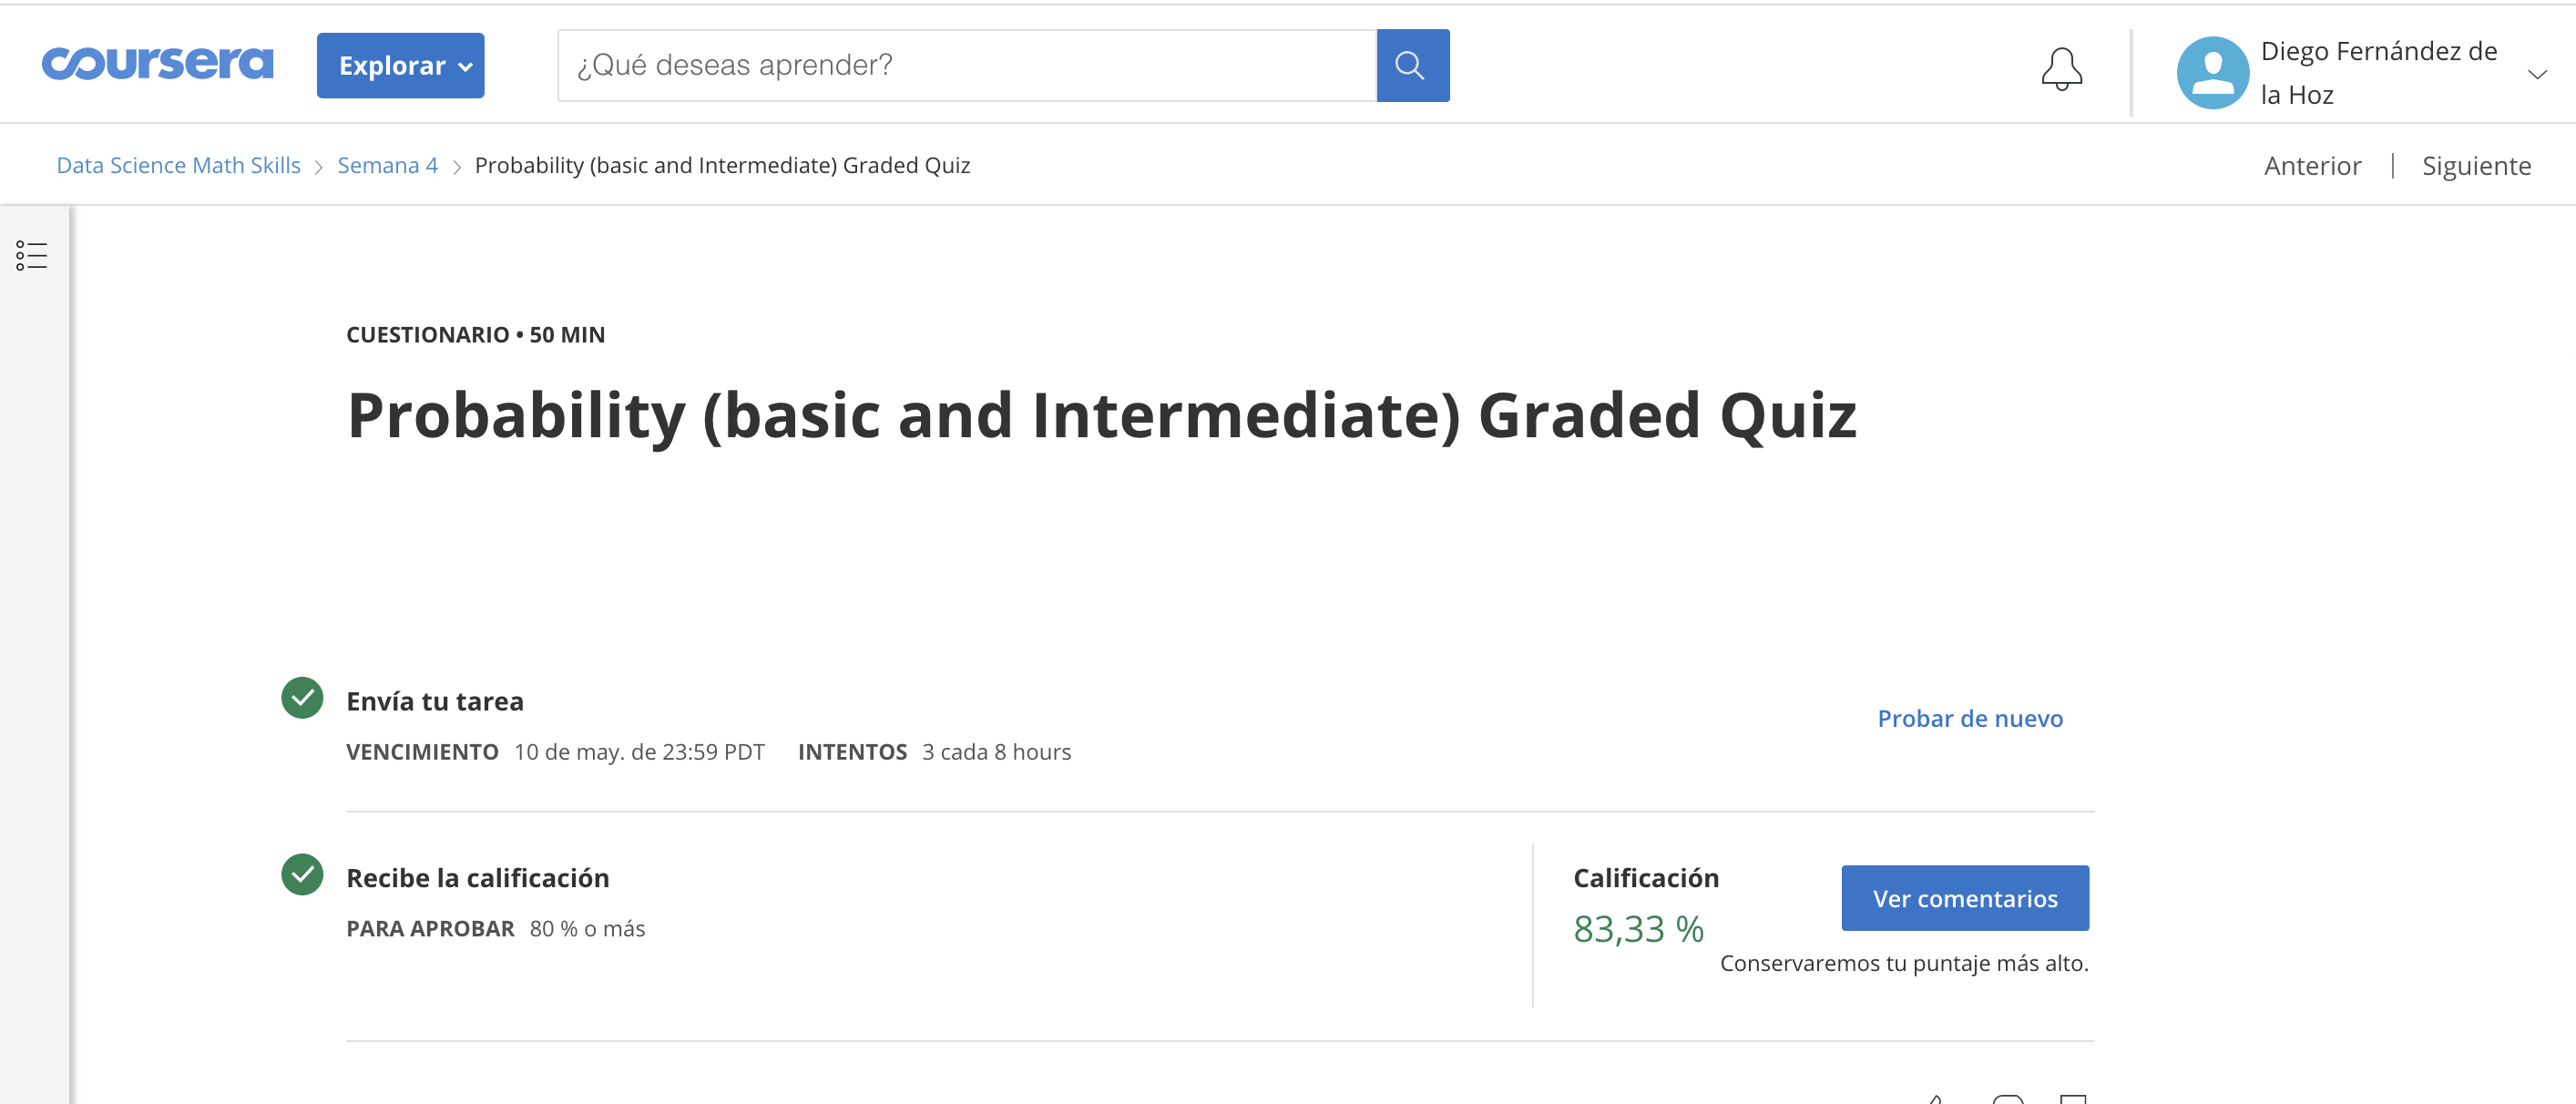 coursera
Explorar
¿Qué deseas aprender?
Diego Fernández de
la Hoz
Data Science Math Skills > Semana 4 > Probability (basic and Intermediate) Graded Quiz
Anterior | Siguiente
CUESTIONARIO • 50 MIN
Probability (basic and Intermediate) Graded Quiz
Envía tu tarea
Probar de nuevo
VENCIMIENTO 10 de may. de 23:59 PDT INTENTOS 3 cada 8 hours
Recibe la calificación
PARA APROBAR 80 % o más
Calificación
83,33 %
Ver comentarios
Conservaremos tu puntaje más alto.